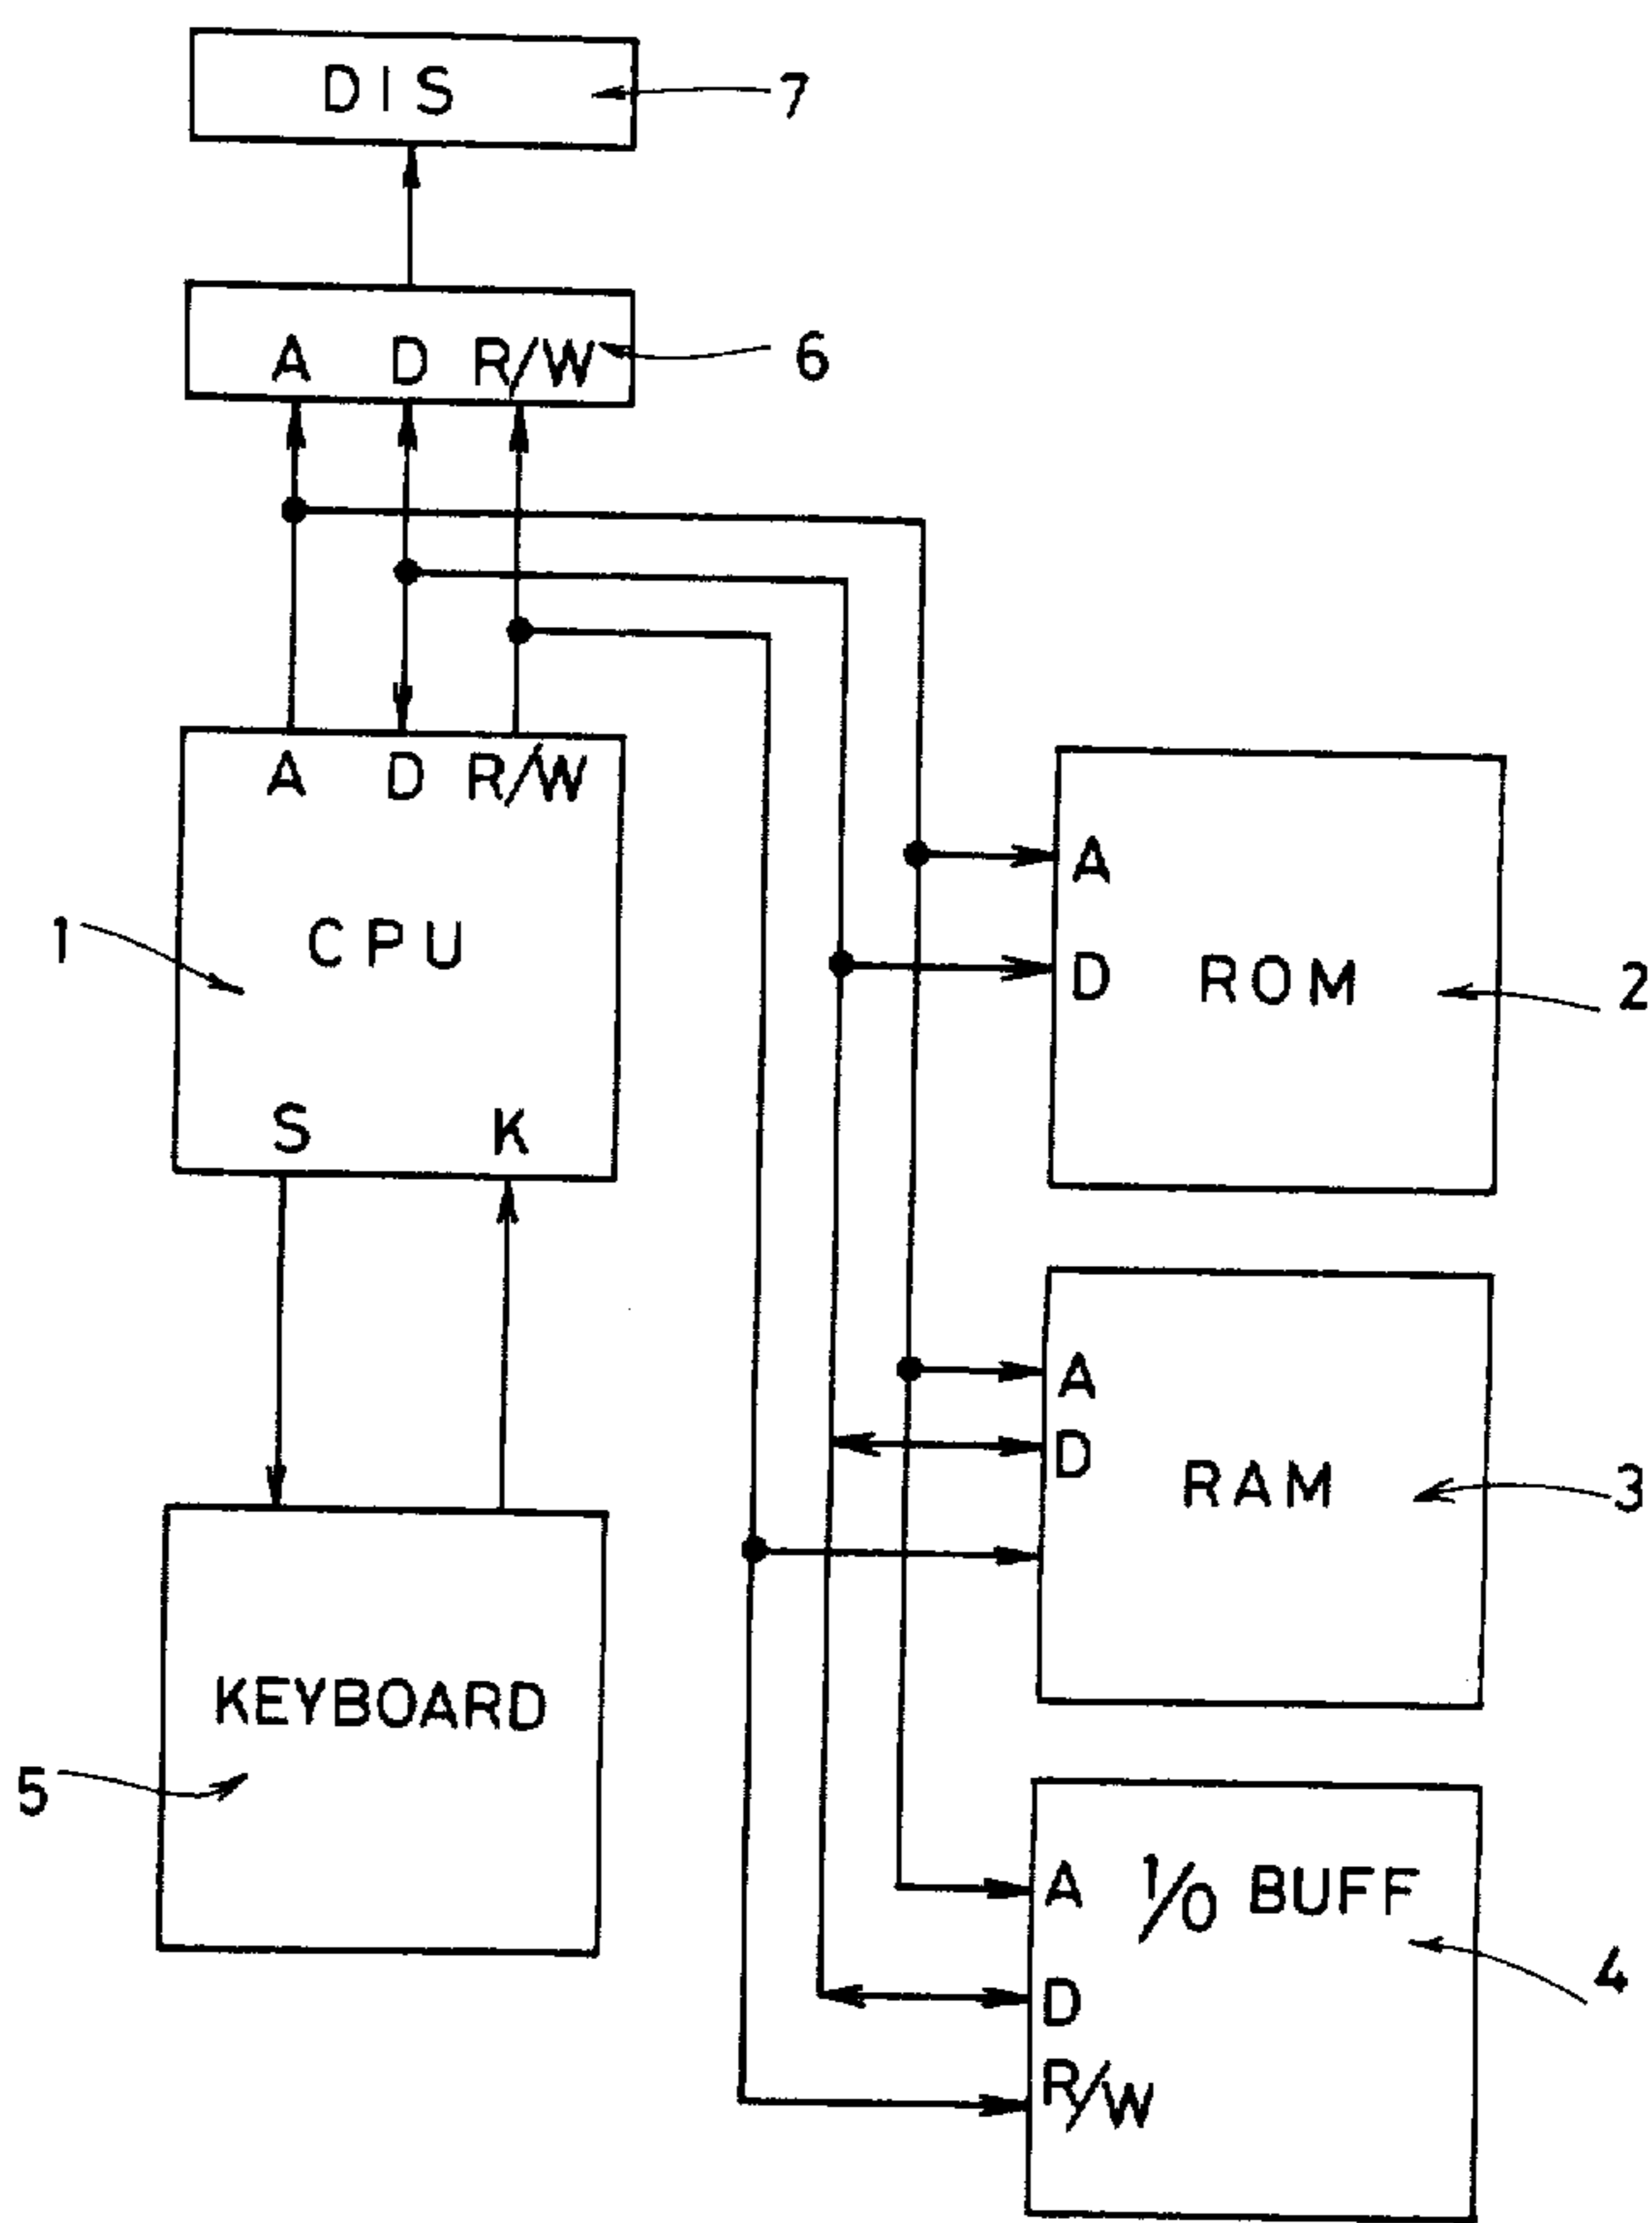 DIS
7
A D R/W
6
A D R/W
1
CPU
S K
A
D
ROM
2
A
D
RAM
3
KEYBOARD
5
A
I/O BUFF
4
D
R/W